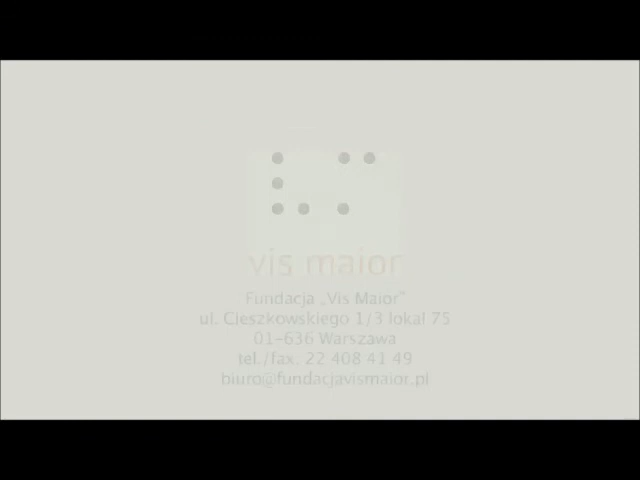 vis maior
Fundacja „Vis Maior"
ul. Cieszkowskiego 1/3 lokal 75
01-636 Warszawa
tel./fax. 22 408 41 49
biuro@fundacjavismaior.pl